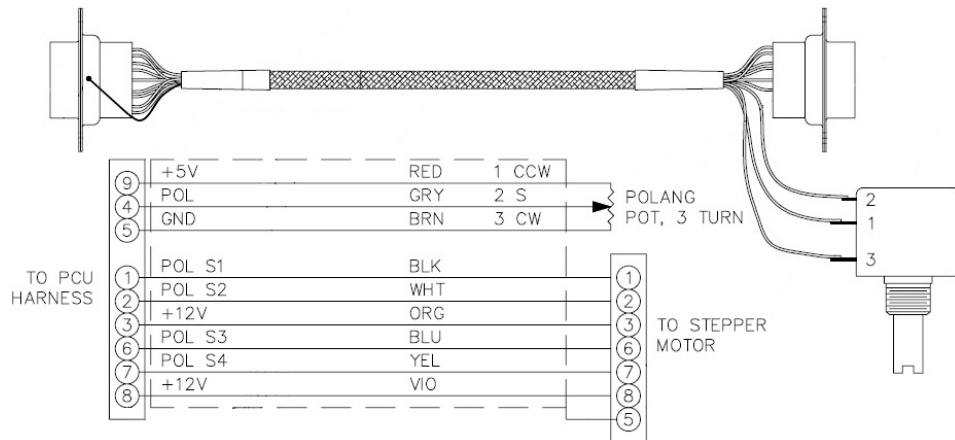 +5V RED 1 CCW
9
POL GRY 2 S
4
GND BRN 3 CW
5
POLANG
POT, 3 TURN
2
1
3
TO PCU
HARNESS
POL S1 BLK
1 1
POL S2 WHT
2 2
+12V ORG
3 3
POL S3 BLU
6 6
POL S4 YEL
7 7
+12V VIO
8 8
5
TO STEPPER
MOTOR